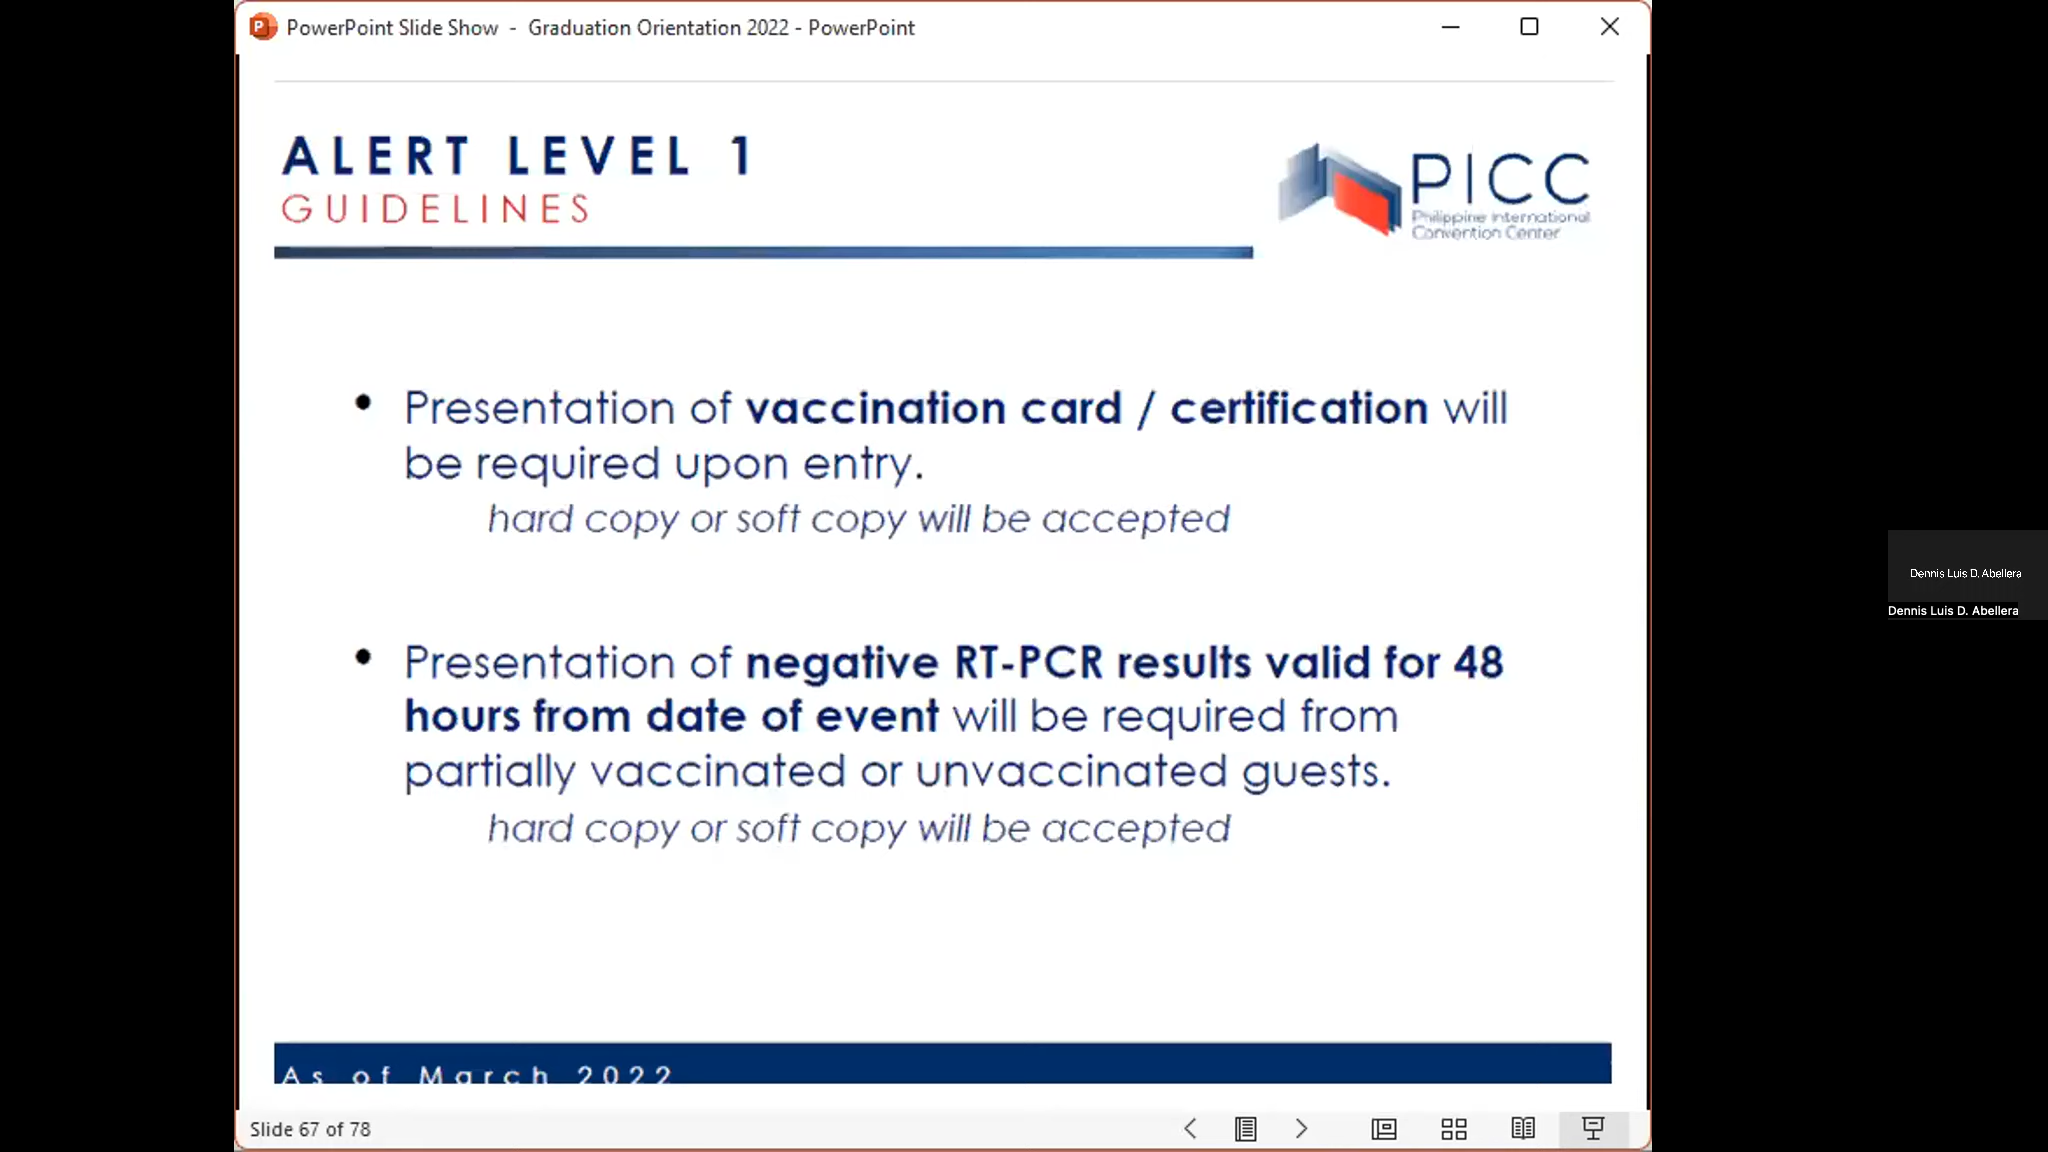 PowerPoint Slide Show - Graduation Orientation 2022 - PowerPoint
ALERT LEVEL 1
GUIDELINES
PICC
Philippine International
Convention Center
• Presentation of vaccination card / certification will
be required upon entry.
hard copy or soft copy will be accepted
• Presentation of negative RT-PCR results valid for 48
hours from date of event will be required from
partially vaccinated or unvaccinated guests.
hard copy or soft copy will be accepted
As of March 2022
Slide 67 of 78
Dennis Luis D. Abellera
Dennis Luis D. Abellera